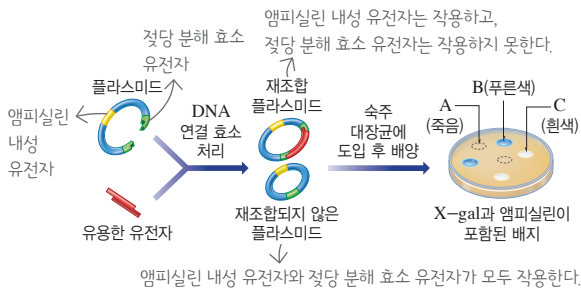 앰피실린 내성 유전자는 작용하고,
젖당 분해 효소 유전자는 작용하지 못한다.
젖당 분해 효소
유전자
플라스미드
앰피실린
내성
유전자
DNA
연결 효소
처리
재조합
플라스미드
숙주
대장균에
도입 후 배양
B(푸른색)
A
(죽음)
C
(흰색)
유용한 유전자
재조합되지 않은
플라스미드
X-gal과 앰피실린이
포함된 배지
앰피실린 내성 유전자와 젖당 분해 효소 유전자가 모두 작용한다.